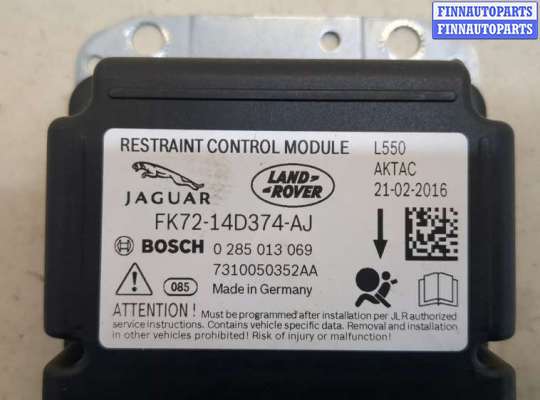 FINNAUTOPARTS
FINNAUTOPARTS
RESTRAINT CONTROL MODULE
L550
AKTAC
21-02-2016
JAGUAR
LAND-
-ROVER
FK72-14D374-AJ
BOSCH 0 285 013 069
7310050352AA
085
Made in Germany
ATTENTION! Must be programmed after installation per JLR authorized
service instructions. Contains vehicle specific data. Removal and installation
in other vehicles prohibited! Risk of injury or malfunction!